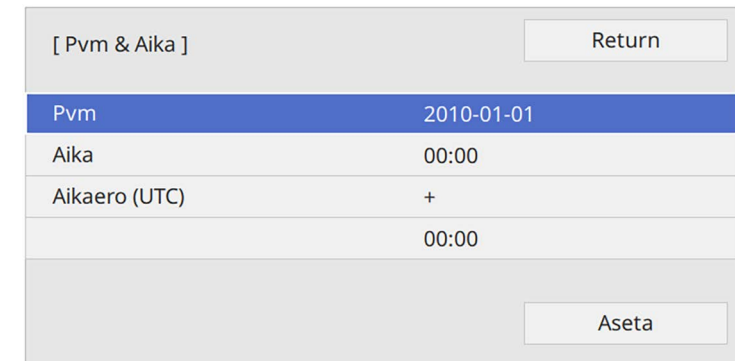 [ Pvm & Aika ] Return
Pvm 2010-01-01
Aika 00:00
Aikaero (UTC) +
00:00
Aseta